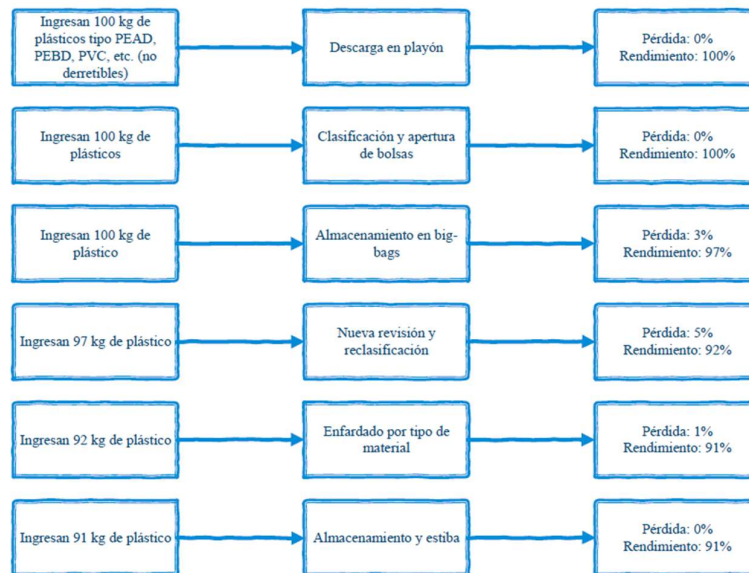 Ingresan 100 kg de
plásticos tipo PEAD,
PEBD, PVC, etc. (no
derretibles)
Descarga en playón
Pérdida: 0%
Rendimiento: 100%
Ingresan 100 kg de
plásticos
Clasificación y apertura
de bolsas
Pérdida: 0%
Rendimiento: 100%
Ingresan 100 kg de
plástico
Almacenamiento en big-
bags
Pérdida: 3%
Rendimiento: 97%
Ingresan 97 kg de plástico
Nueva revisión y
reclasificación
Pérdida: 5%
Rendimiento: 92%
Ingresan 92 kg de plástico
Enfardado por tipo de
material
Pérdida: 1%
Rendimiento: 91%
Ingresan 91 kg de plástico
Almacenamiento y estiba
Pérdida: 0%
Rendimiento: 91%